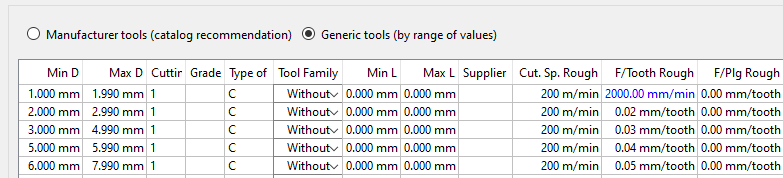 Manufacturer tools (catalog recommendation) Generic tools (by range of values)
Min D Max D Cuttir Grade Type of Tool Family Min L Max L Supplier Cut. Sp. Rough F/Tooth Rough F/Plg Rough
1.000 mm 1.990 mm 1 C Without 0.000 mm 0.000 mm 200 m/min 2000.00 mm/min 0.00 mm/tooth
2.000 mm 2.990 mm 1 C Without 0.000 mm 0.000 mm 200 m/min 0.02 mm/tooth 0.00 mm/tooth
3.000 mm 4.990 mm 1 C Without 0.000 mm 0.000 mm 200 m/min 0.03 mm/tooth 0.00 mm/tooth
5.000 mm 5.990 mm 1 C Without 0.000 mm 0.000 mm 200 m/min 0.04 mm/tooth 0.00 mm/tooth
6.000 mm 7.990 mm 1 C Without 0.000 mm 0.000 mm 200 m/min 0.05 mm/tooth 0.00 mm/tooth